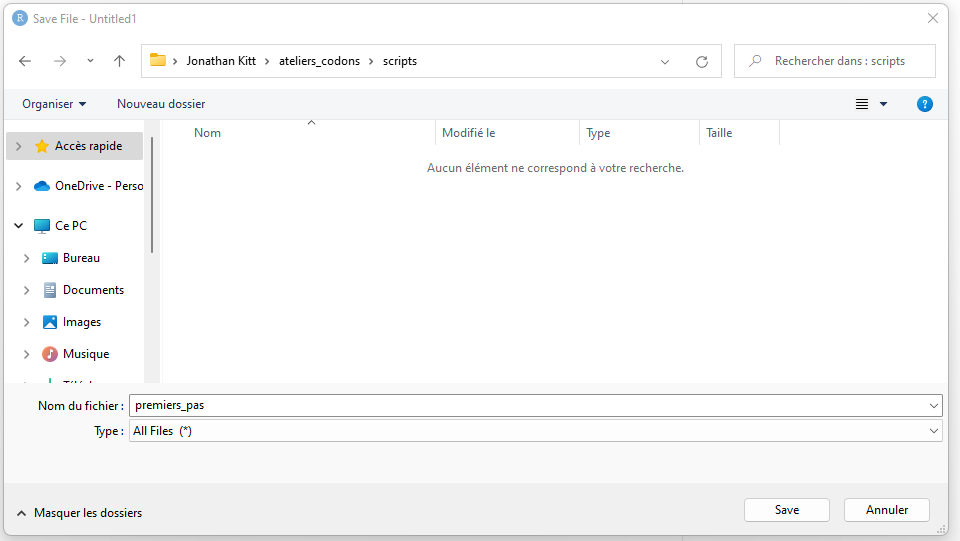 R Save File - Untitled1
Jonathan Kitt > ateliers_codons > scripts
Rechercher dans : scripts
Organiser Nouveau dossier ?
Nom Modifié le Type Taille
Aucun élément ne correspond à votre recherche.
Accès rapide
OneDrive - Perso
Ce PC
Bureau
Documents
Images
Musique
Nom du fichier : premiers_pas
Type : All Files (*)
Masquer les dossiers
Save Annuler